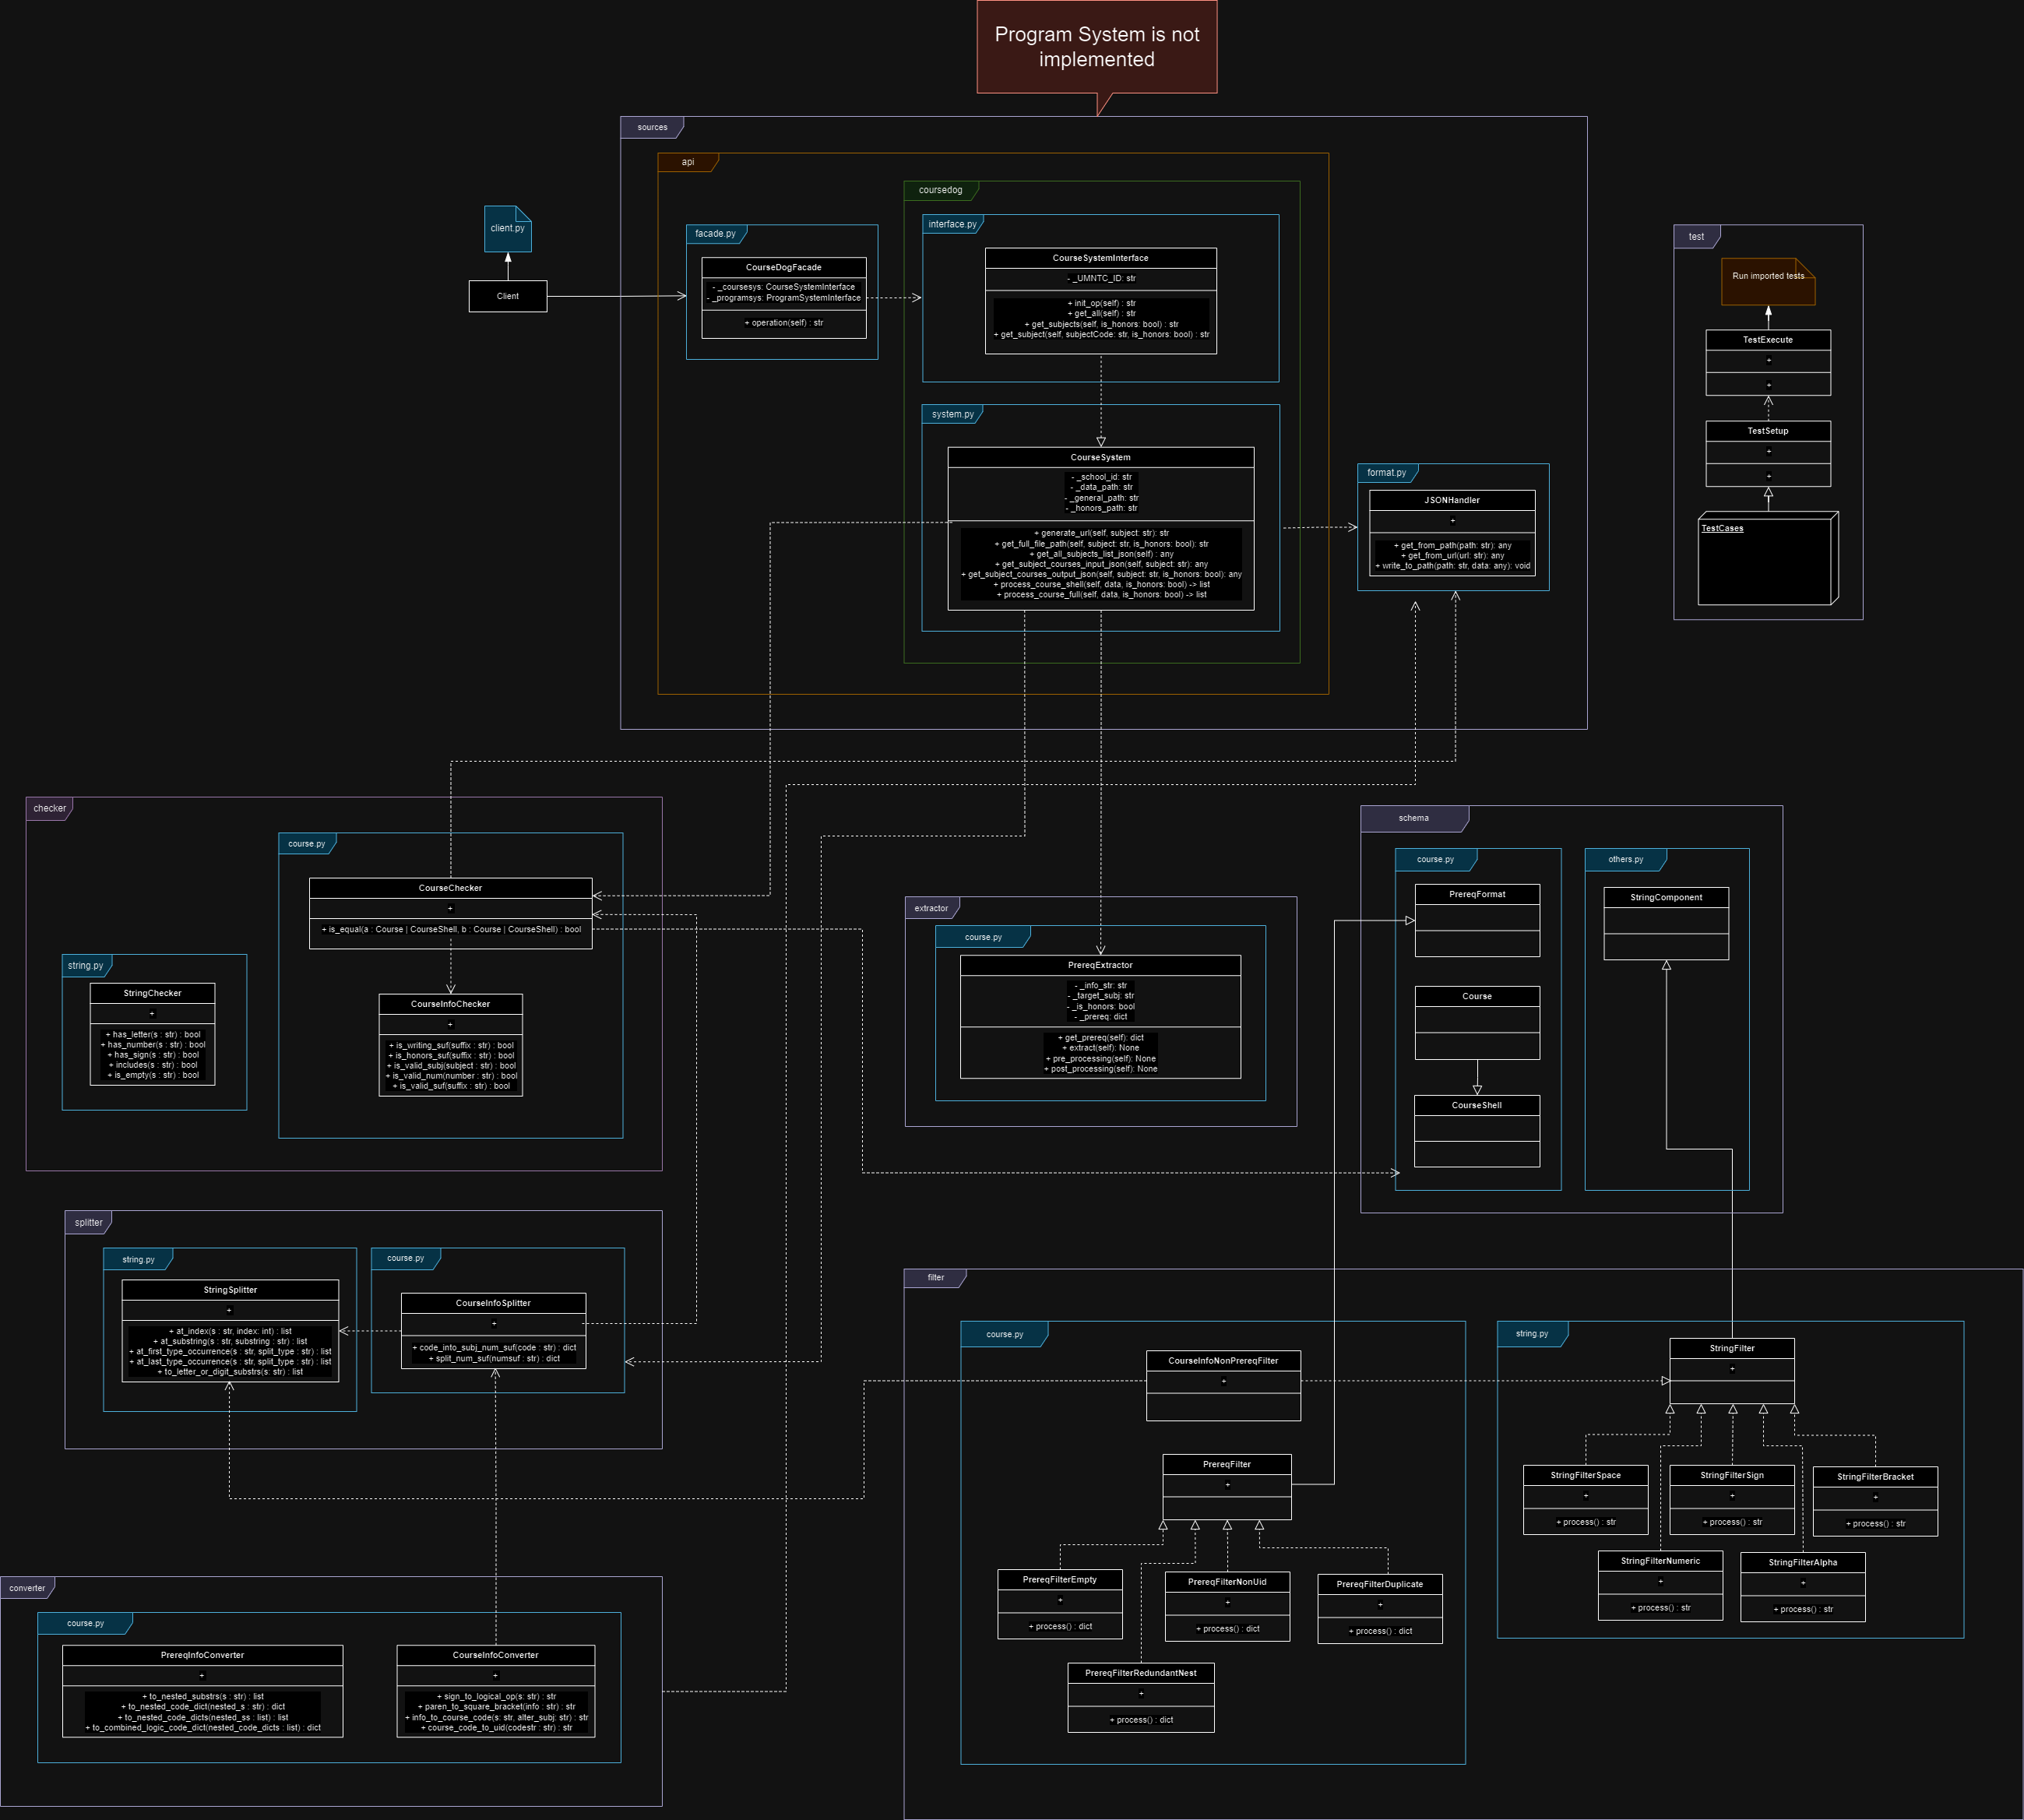 Program System is not
implemented
sources
api
coursedog
client.py
Client
facade.py
CourseDogFacade
- _coursesys: CourseSystemInterface
- _programsys: ProgramSystemInterface
+ operation(self) : str
interface.py
CourseSystemInterface
- _UMNTC_ID: str
+ init_op(self) : str
+ get_all(self) : str
+ get_subjects(self, is_honors: bool) : str
+ get_subject(self, subjectCode: str, is_honors: bool) : str
system.py
CourseSystem
- _school_id: str
- _data_path: str
- _general_path: str
- _honors_path: str
+ generate_url(self, subject: str): str
+ get_full_file_path(self, subject: str, is_honors: bool): str
+ get_all_subjects_list_json(self) : any
+ get_subject_courses_input_json(self, subject: str): any
+ get_subject_courses_output_json(self, subject: str, is_honors: bool): any
+ process_course_shell(self, data, is_honors: bool) -> list
+ process_course_full(self, data, is_honors: bool) -> list
format.py
JSONHandler
+
+ get_from_path(path: str): any
+ get_from_url(url: str): any
+ write_to_path(path: str, data: any): void
test
Run imported tests
TestExecute
+
+
TestSetup
+
+
TestCases
checker
course.py
CourseChecker
+
+ is_equal(a : Course | CourseShell, b : Course | CourseShell) : bool
string.py
StringChecker
+
+ has_letter(s : str) : bool
+ has_number(s : str) : bool
+ has_sign(s : str) : bool
+ includes(s : str) : bool
+ is_empty(s : str) : bool
CourseInfoChecker
+
+ is_writing_suf(suffix : str) : bool
+ is_honors_suf(suffix : str) : bool
+ is_valid_subj(subject : str) : bool
+ is_valid_num(number : str) : bool
+ is_valid_suf(suffix : str) : bool
extractor
course.py
PrereqExtractor
- _info_str: str
- _target_subj: str
- _is_honors: bool
- _prereq: dict
+ get_prereq(self): dict
+ extract(self): None
+ pre_processing(self): None
+ post_processing(self): None
schema
course.py
PrereqFormat
Course
CourseShell
others.py
StringComponent
splitter
string.py
StringSplitter
+
+ at_index(s : str, index: int) : list
+ at_substring(s : str, substring : str) : list
+ at_first_type_occurrence(s : str, split_type : str) : list
+ at_last_type_occurrence(s : str, split_type : str) : list
+ to_letter_or_digit_substrs(s: str) : list
course.py
CourseInfoSplitter
+
+ code_into_subj_num_suf(code : str) : dict
+ split_num_suf(numsuf : str) : dict
filter
course.py
CourseInfoNonPrereqFilter
+
PrereqFilter
+
PrereqFilterEmpty
+
+ process() : dict
PrereqFilterNonUid
+
+ process() : dict
PrereqFilterDuplicate
+
+ process() : dict
PrereqFilterRedundantNest
+
+ process() : dict
string.py
StringFilter
+
StringFilterSpace
+
+ process() : str
StringFilterSign
+
+ process() : str
StringFilterBracket
+
+ process() : str
StringFilterNumeric
+
+ process() : str
StringFilterAlpha
+
+ process() : str
converter
course.py
PrereqInfoConverter
+
+ to_nested_substrs(s : str) : list
+ to_nested_code_dict(nested_s : str) : dict
+ to_nested_code_dicts(nested_ss : list) : list
+ to_combined_logic_code_dict(nested_code_dicts : list) : dict
CourseInfoConverter
+
+ sign_to_logical_op(s: str) : str
+ paren_to_square_bracket(info : str) : str
+ info_to_course_code(s: str, alter_subj: str) : str
+ course_code_to_uid(codestr : str) : str